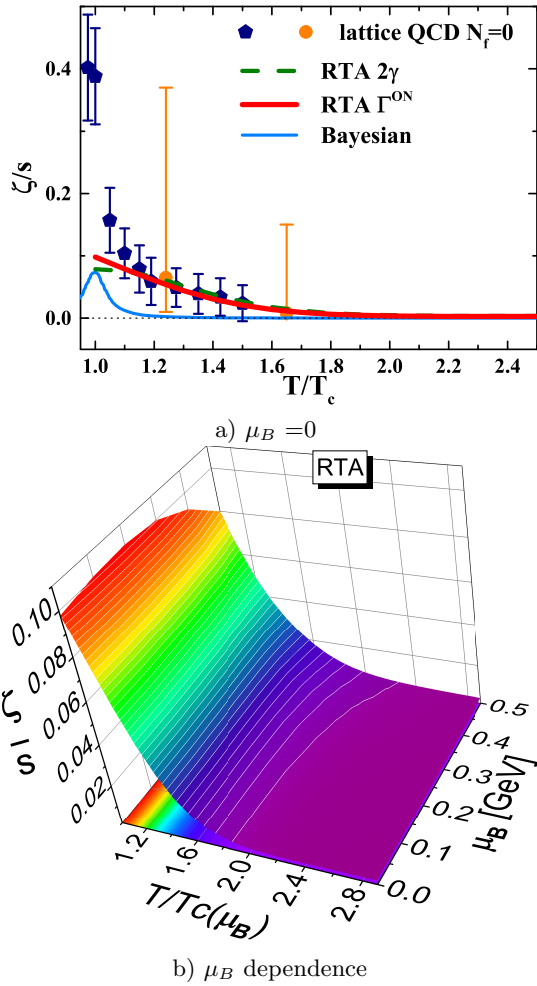 lattice QCD N_f=0
RTA 2γ
RTA Γ^ON
Bayesian
0.4
0.2
0.0
ζ/s
1.0 1.2 1.4 1.6 1.8 2.0 2.2 2.4
T/T_c
a) μ_B =0
RTA
0.10
0.08
0.06
0.04
0.02
ζ
–
S
1.2 1.6 2.0 2.4 2.8
T/Tc(μ_B)
0.5
0.4
0.3
0.2
0.1
0.0
μ_B [GeV]
b) μ_B dependence